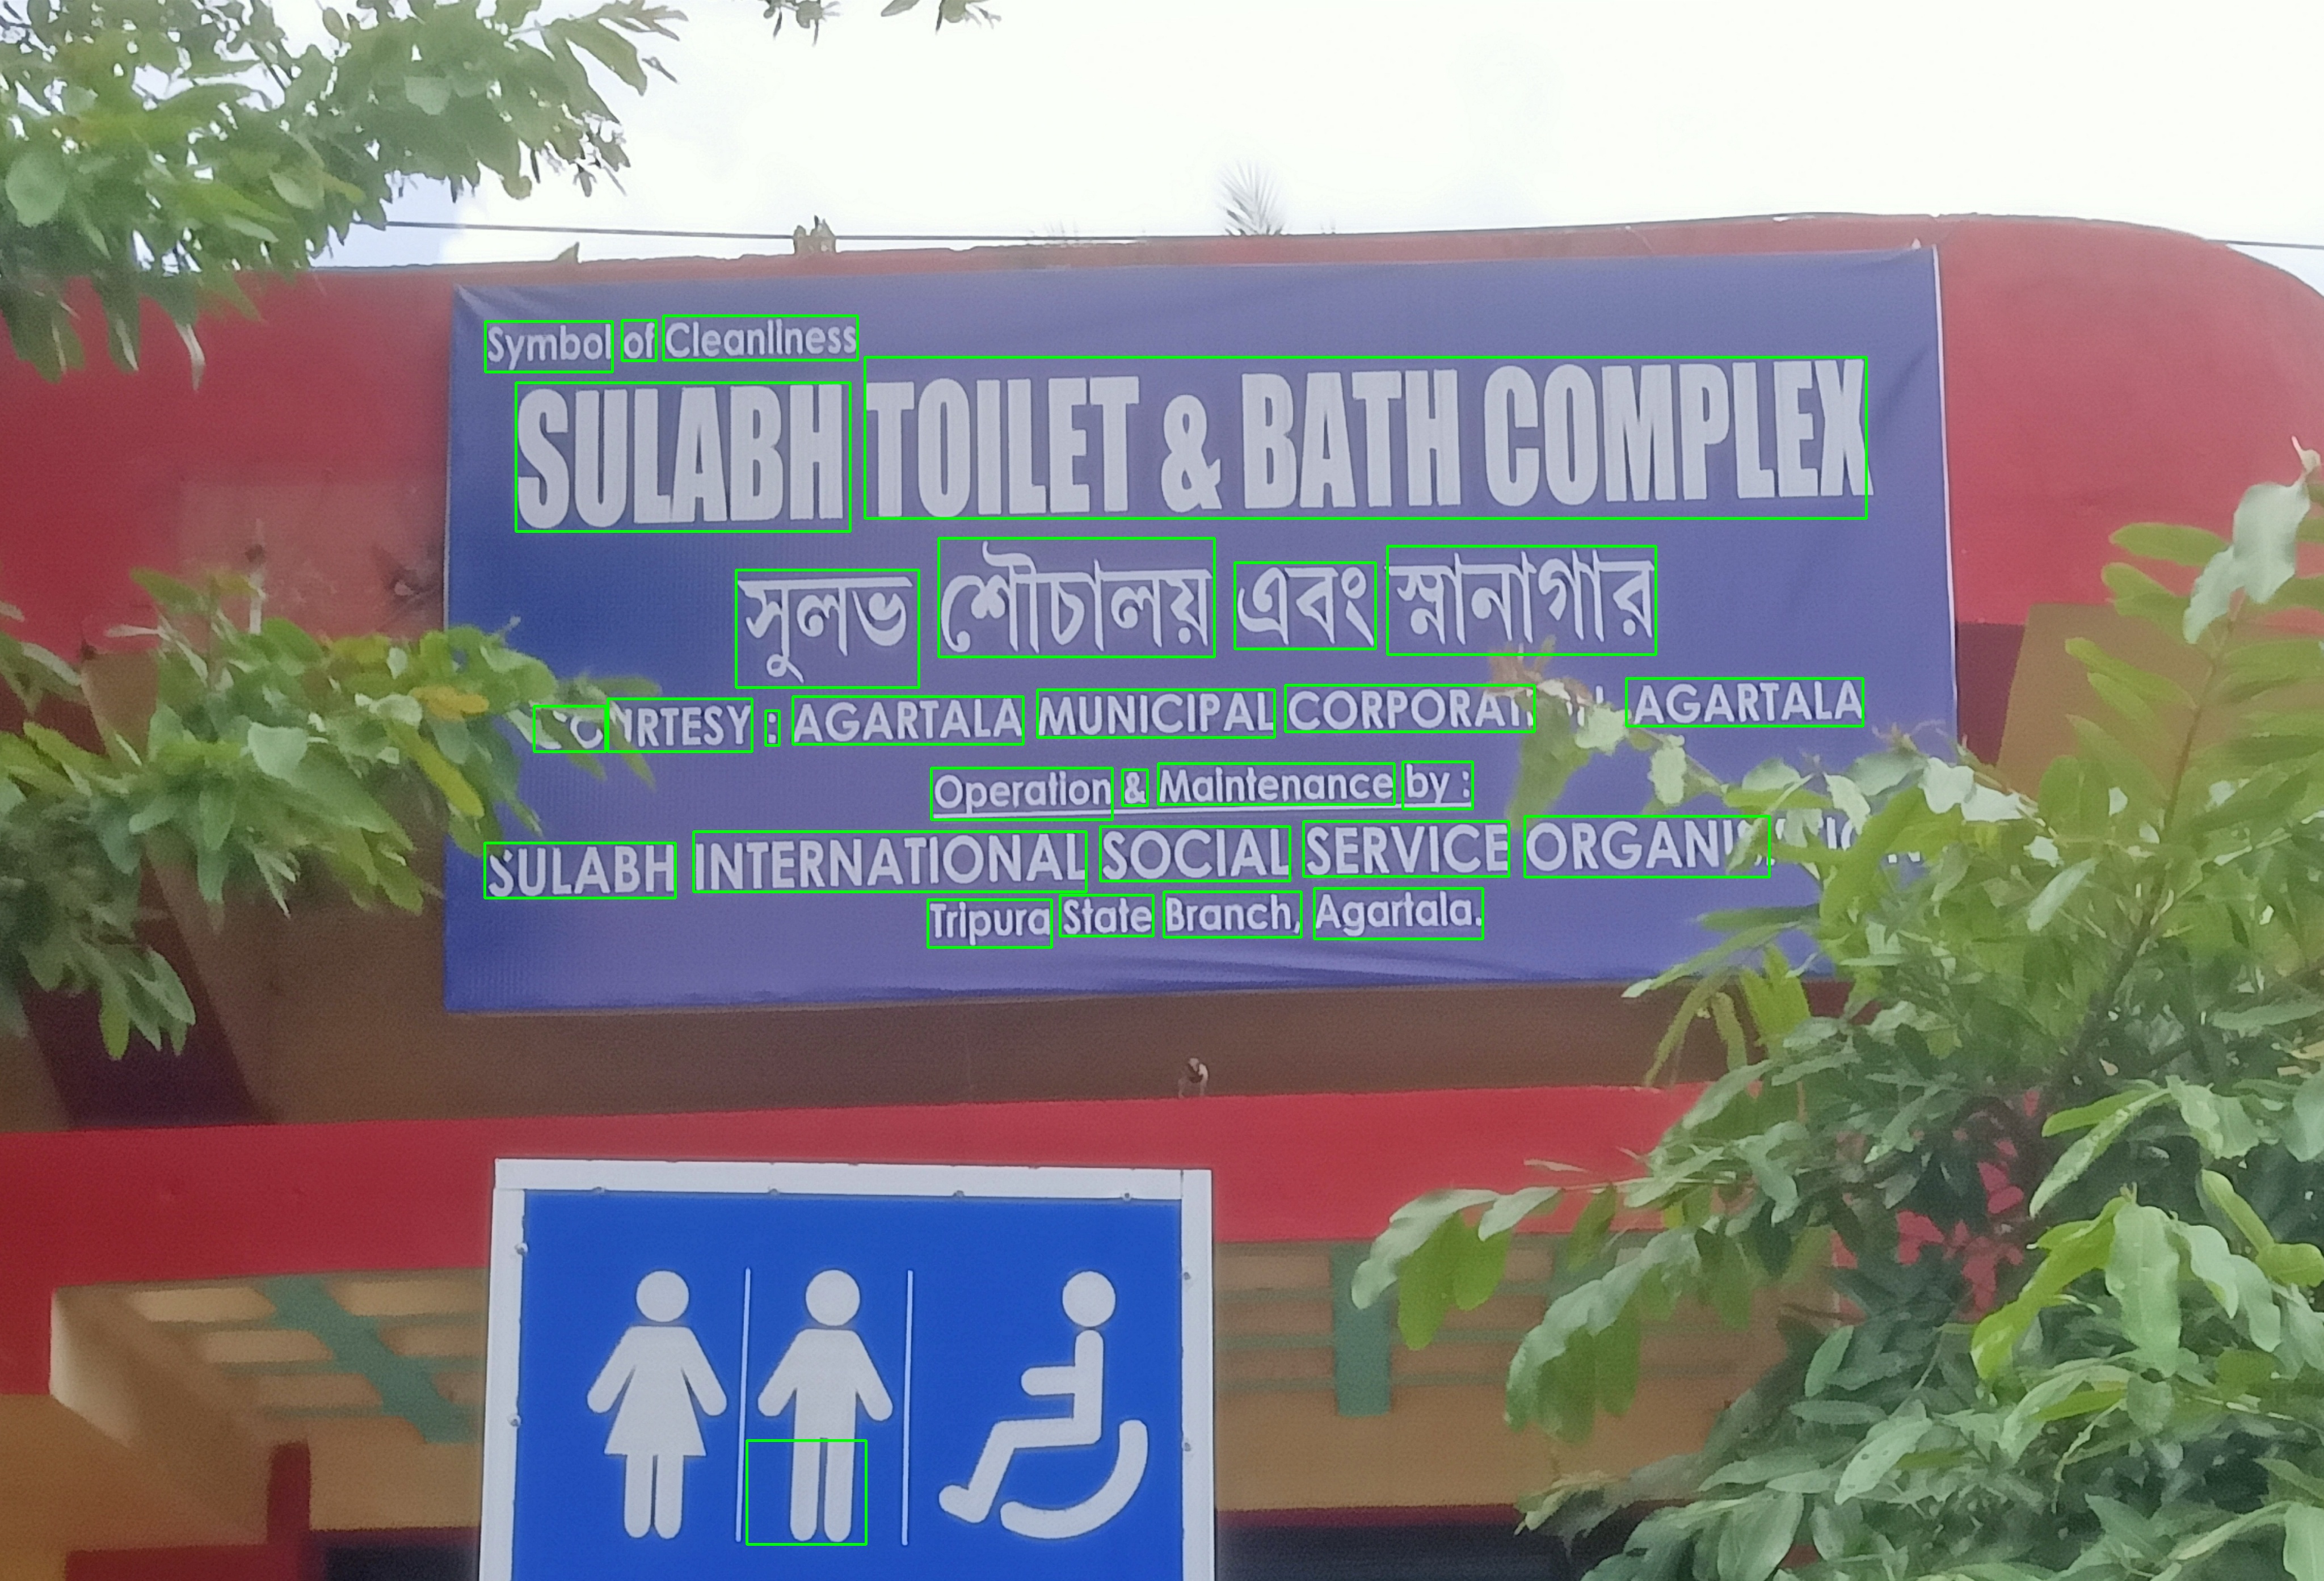 Symbol of Cleanliness
SULABH TOILET & BATH COMPLEX
সুলভ শৌচালয় এবং স্নানাগার
COURTESY : AGARTALA MUNICIPAL AGARTALA
Operation & Maintenance by :
SULABH INTERNATIONAL SOCIAL SERVICE
Tripura State Branch, Agartala.